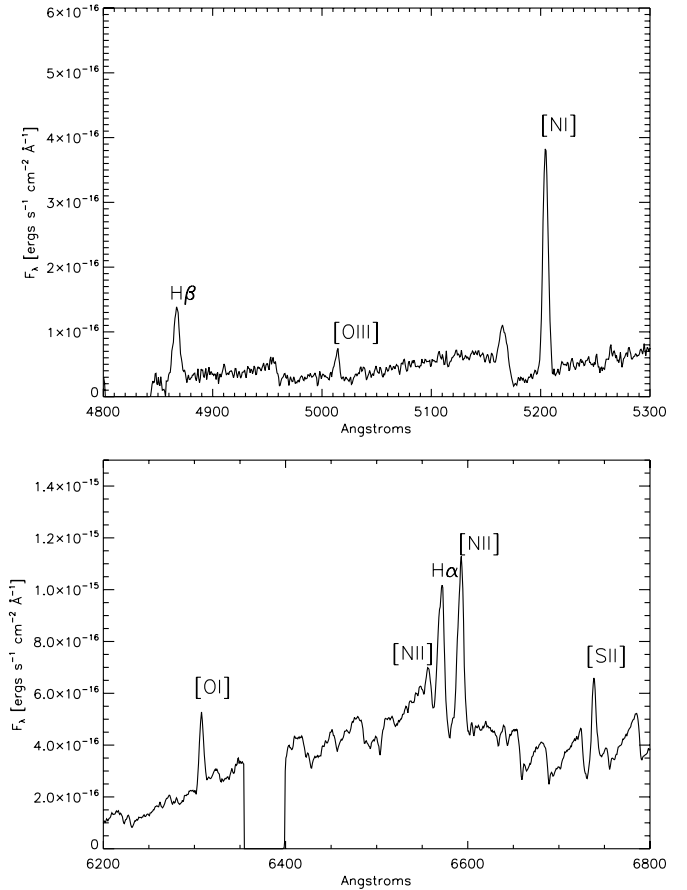 6×10⁻¹⁶
5×10⁻¹⁶
4×10⁻¹⁶
3×10⁻¹⁶
2×10⁻¹⁶
1×10⁻¹⁶
0
F_λ [ergs s⁻¹ cm⁻² Å⁻¹]
Hβ
[OIII]
[NI]
4800 4900 5000 5100 5200 5300
Angstroms
1.4×10⁻¹⁵
1.2×10⁻¹⁵
1.0×10⁻¹⁵
8.0×10⁻¹⁶
6.0×10⁻¹⁶
4.0×10⁻¹⁶
2.0×10⁻¹⁶
0
F_λ [ergs s⁻¹ cm⁻² Å⁻¹]
[OI]
[NII]
Hα
[NII]
[SII]
6200 6400 6600 6800
Angstroms